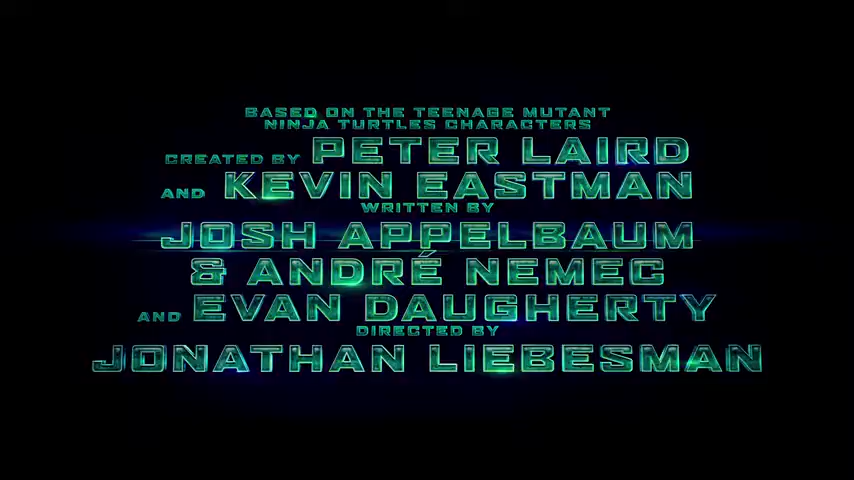 BASED ON THE TEENAGE MUTANT
NINJA TURTLES CHARACTERS
CREATED BY PETER LAIRD
AND KEVIN EASTMAN
WRITTEN BY
JOSH APPELBAUM
& ANDRÉ NEMEC
AND EVAN DAUGHERTY
DIRECTED BY
JONATHAN LIEBESMAN